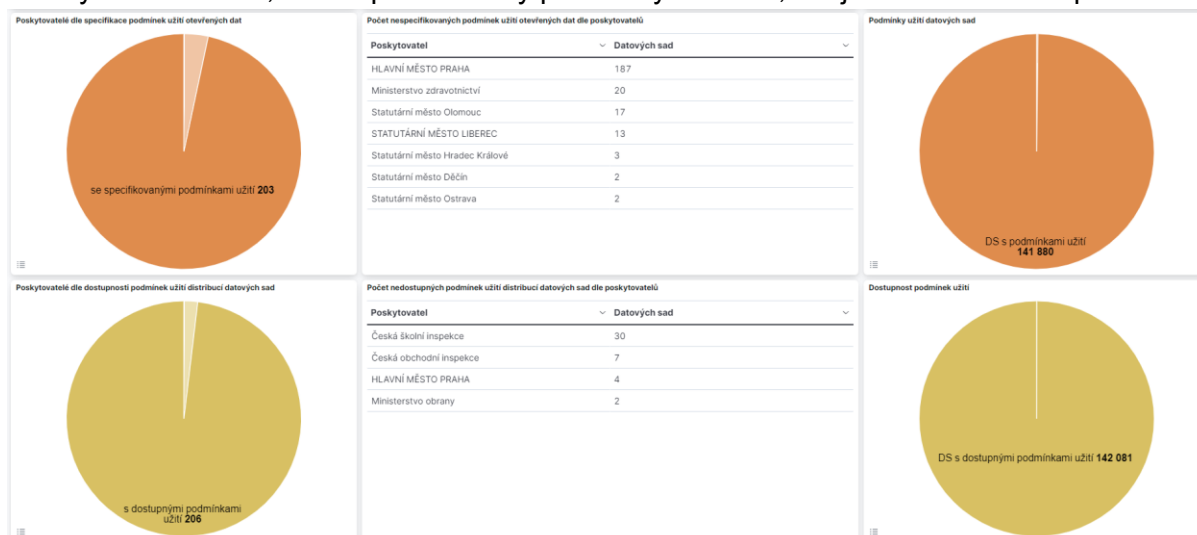 Poskytovatelé dle specifikace podmínek užití otevřených dat
se specifikovanými podmínkami užití 203
Počet nespecifikovaných podmínek užití otevřených dat dle poskytovatelů
Poskytovatel Datových sad
HLAVNÍ MĚSTO PRAHA 187
Ministerstvo zdravotnictví 20
Statutární město Olomouc 17
STATUTÁRNÍ MĚSTO LIBEREC 13
Statutární město Hradec Králové 3
Statutární město Děčín 2
Statutární město Ostrava 2
Podmínky užití datových sad
DS s podmínkami užití
141 880
Poskytovatelé dle dostupnosti podmínek užití distribucí datových sad
s dostupnými podmínkami
užití 206
Počet nedostupných podmínek užití distribucí datových sad dle poskytovatelů
Poskytovatel Datových sad
Česká školní inspekce 30
Česká obchodní inspekce 7
HLAVNÍ MĚSTO PRAHA 4
Ministerstvo obrany 2
Dostupnost podmínek užití
DS s dostupnými podmínkami užití 142 081